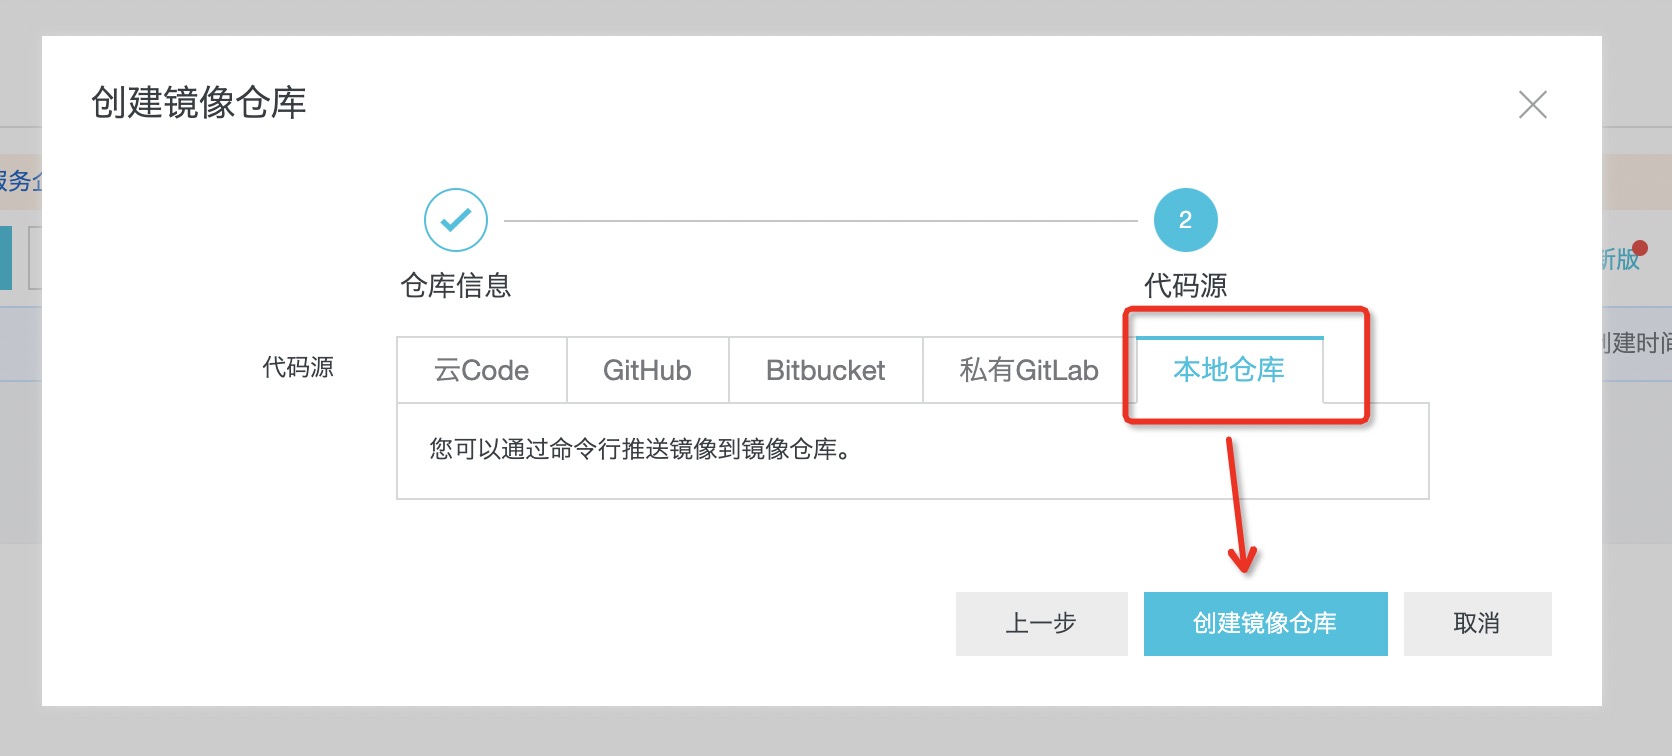 创建镜像仓库
服务企
2
仓库信息
代码源
新版
创建时间
代码源
云Code
GitHub
Bitbucket
私有GitLab
本地仓库
您可以通过命令行推送镜像到镜像仓库。
上一步
创建镜像仓库
取消